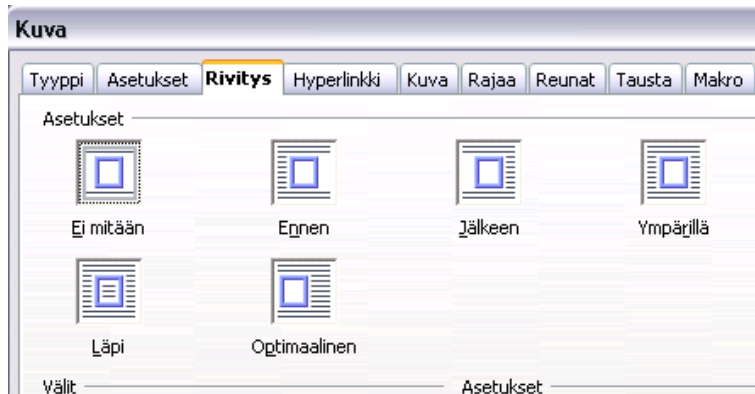 Kuva
Tyyppi Asetukset Rivitys Hyperlinkki Kuva Rajaa Reunat Tausta Makro
Asetukset
Ei mitään Ennen Jälkeen Ympärillä
Läpi Optimaalinen
Välit Asetukset